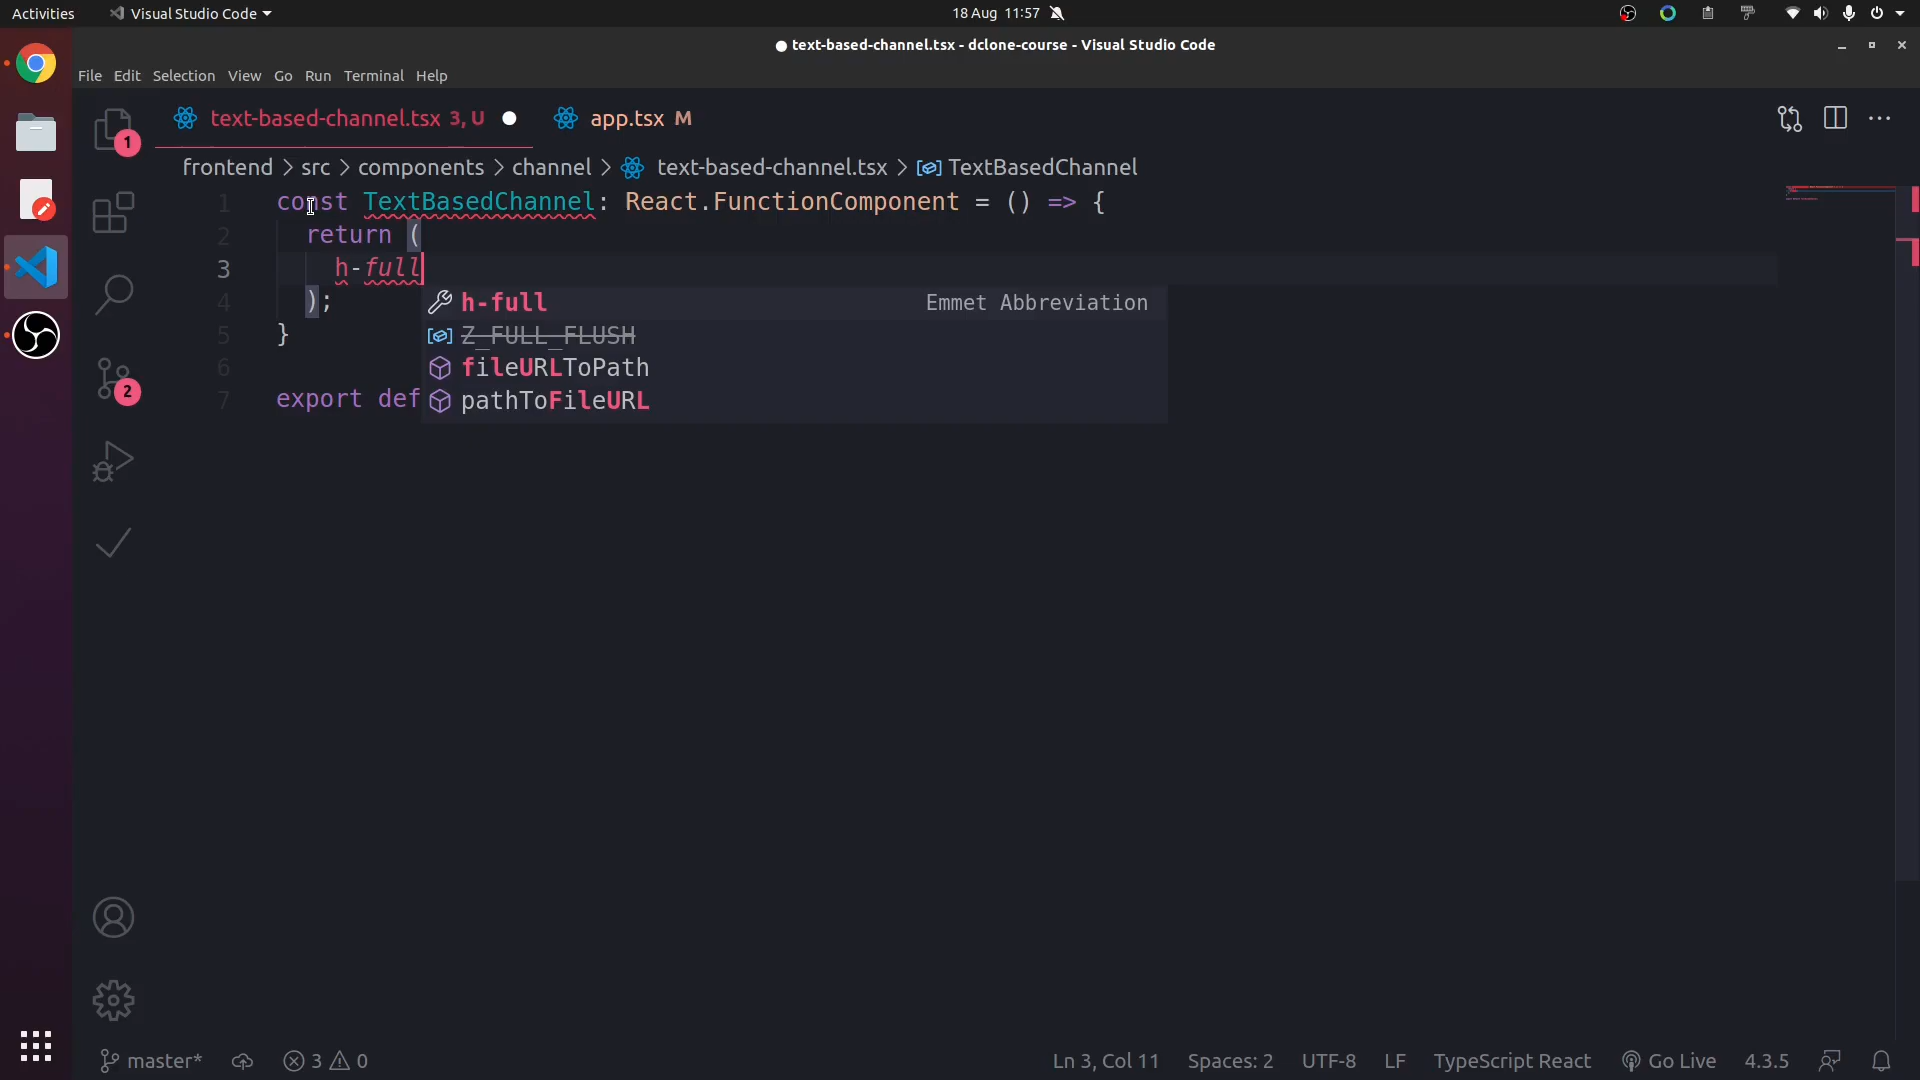 Activities Visual Studio Code 18 Aug 11:57
text-based-channel.tsx - dclone-course - Visual Studio Code
File Edit Selection View Go Run Terminal Help
1
text-based-channel.tsx 3, U app.tsx M
frontend > src > components > channel > text-based-channel.tsx > TextBasedChannel
1 const TextBasedChannel: React.FunctionComponent = () => {
2 return (
3 h-full
4 );
h-full Emmet Abbreviation
5 }
Z_FULL_FLUSH
6
fileURLToPath
7 export def
pathToFileURL
2
master* 3 0 Ln 3, Col 11 Spaces: 2 UTF-8 LF TypeScript React Go Live 4.3.5